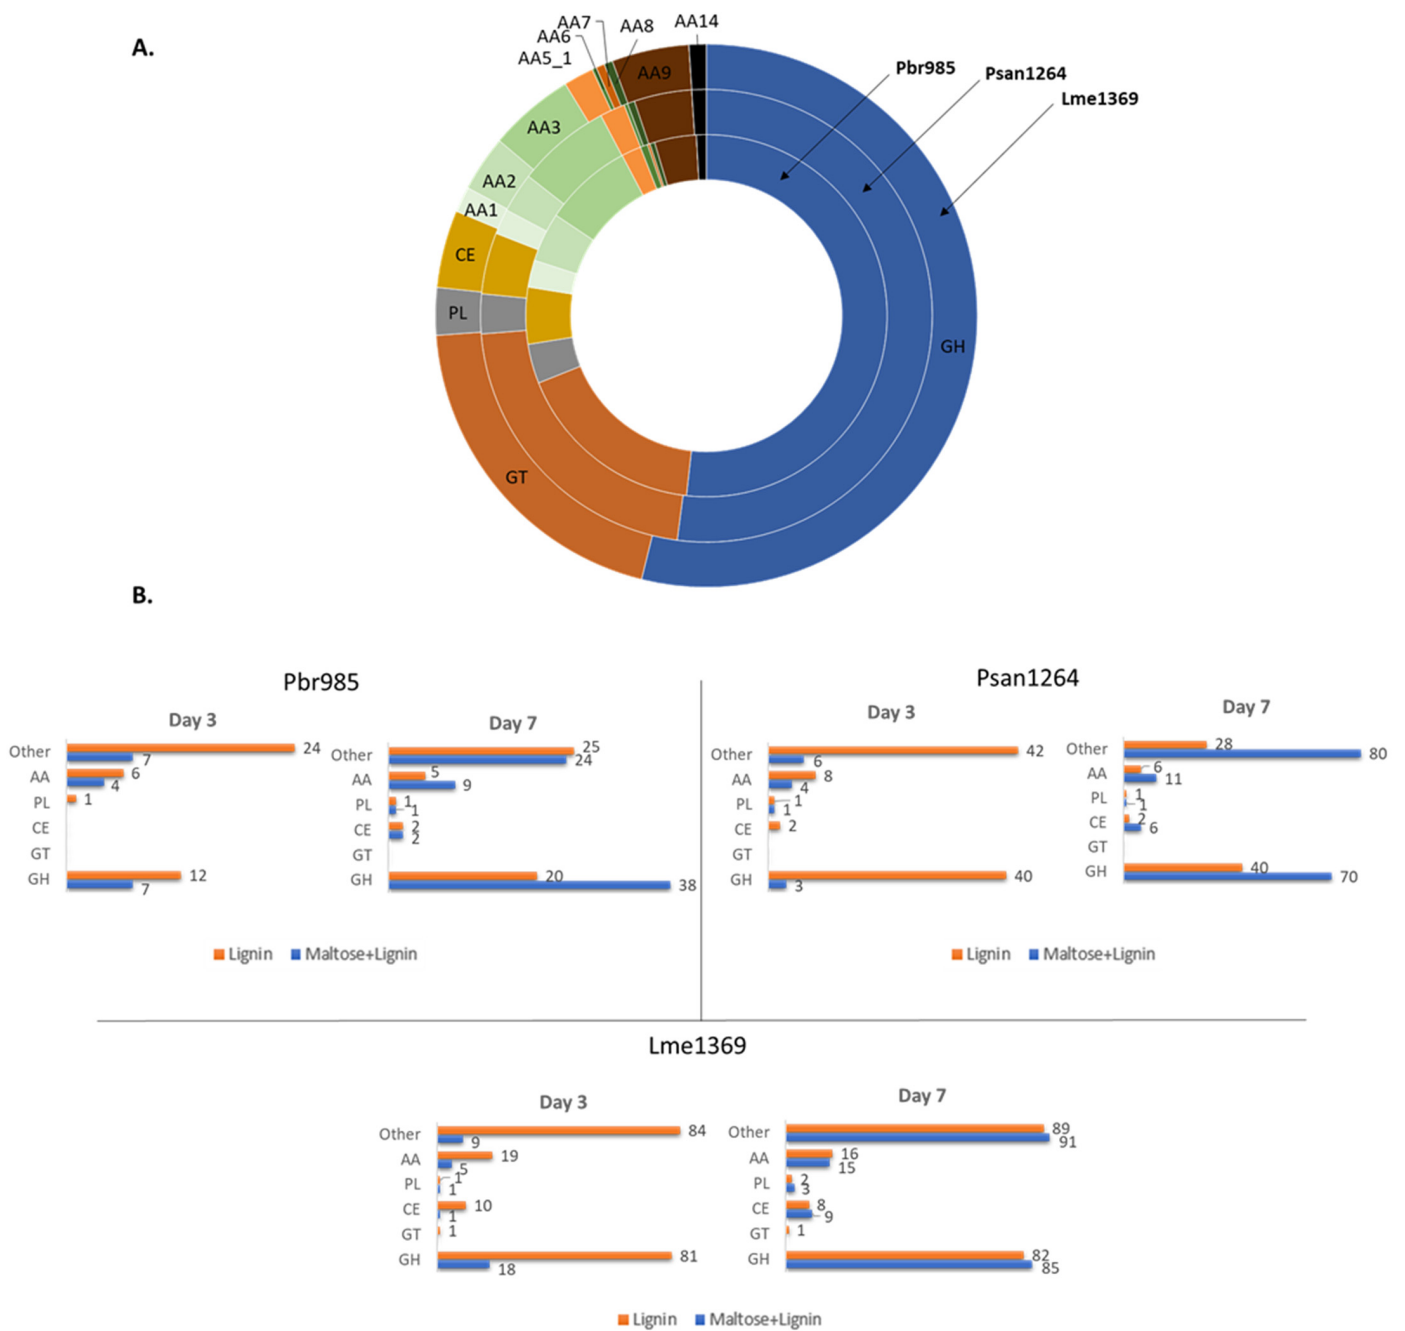 A.
AA7
AA6
AA5_1
AA8
AA14
AA9
Pbr985
Psan1264
Lme1369
AA3
AA2
AA1
CE
PL
GH
GT
B.
Pbr985
Day 3
Other 24
7
AA 6
4
PL 1
CE
GT
GH 12
7
Day 7
Other 25
24
AA 5
9
PL 1
1
CE 2
2
GT
GH 20
38
Lignin Maltose+Lignin
Psan1264
Day 3
Other 42
6
AA 8
4
PL 1
1
CE 2
GT
GH 40
3
Day 7
Other 28
80
AA 6
11
PL 1
1
CE 2
6
GT
GH 40
70
Lignin Maltose+Lignin
Lme1369
Day 3
Other 84
9
AA 19
5
PL 1
1
CE 10
1
GT 1
GH 81
18
Day 7
Other 89
91
AA 16
15
PL 2
3
CE 8
9
GT 1
GH 82
85
Lignin Maltose+Lignin